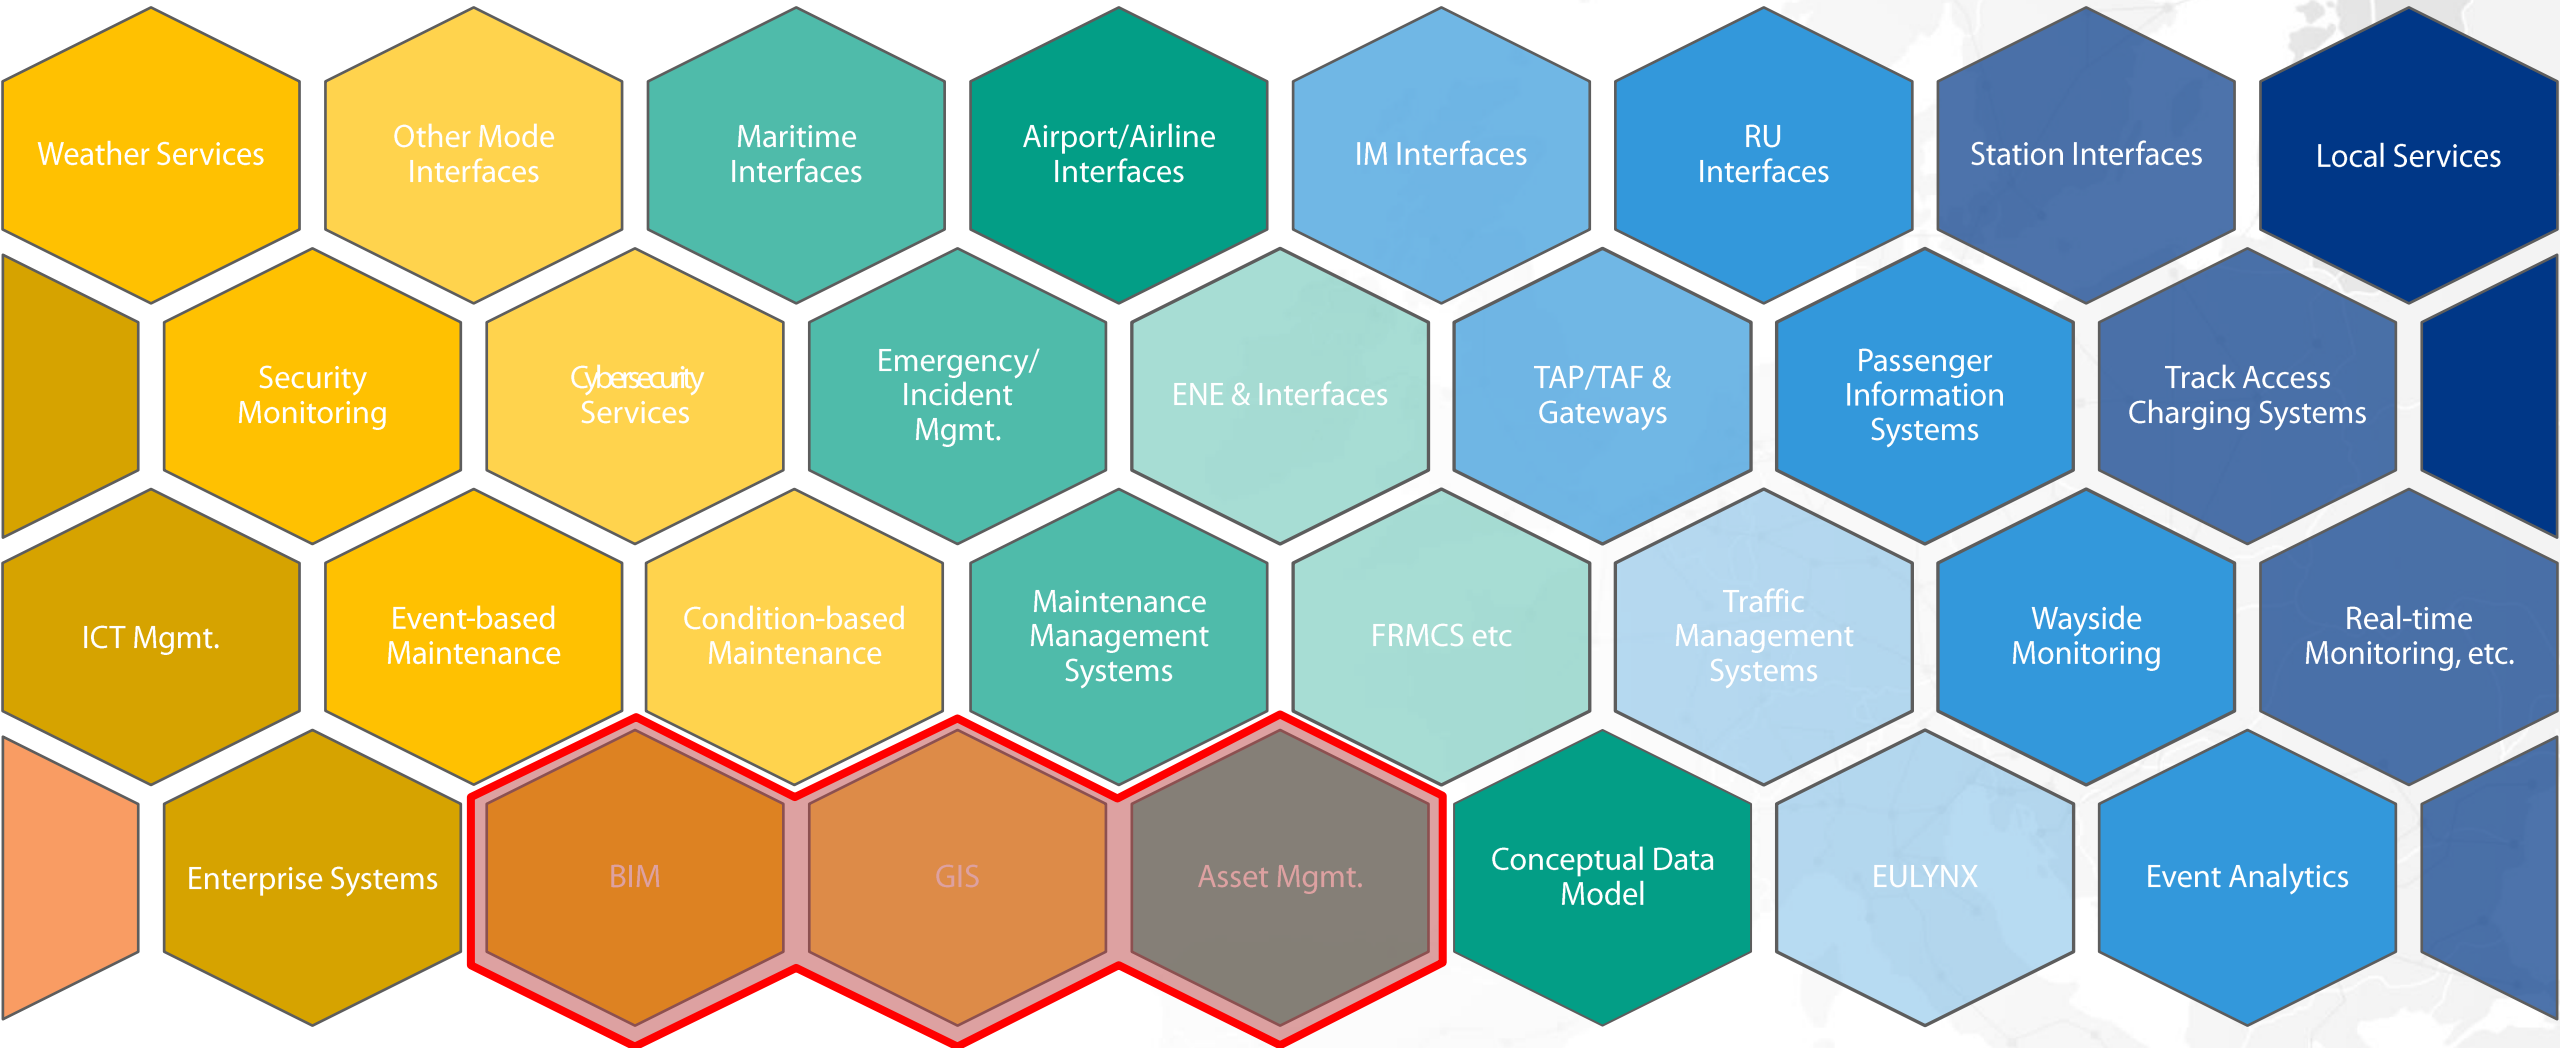 Weather Services
Other Mode
Interfaces
Maritime
Interfaces
Airport/Airline
Interfaces
IM Interfaces
RU
Interfaces
Station Interfaces
Local Services
Security
Monitoring
Cybersecurity
Services
Emergency/
Incident
Mgmt.
ENE & Interfaces
TAP/TAF &
Gateways
Passenger
Information
Systems
Track Access
Charging Systems
ICT Mgmt.
Event-based
Maintenance
Condition-based
Maintenance
Maintenance
Management
Systems
FRMCS etc
Traffic
Management
Systems
Wayside
Monitoring
Real-time
Monitoring, etc.
Enterprise Systems
BIM
GIS
Asset Mgmt.
Conceptual Data
Model
EULYNX
Event Analytics